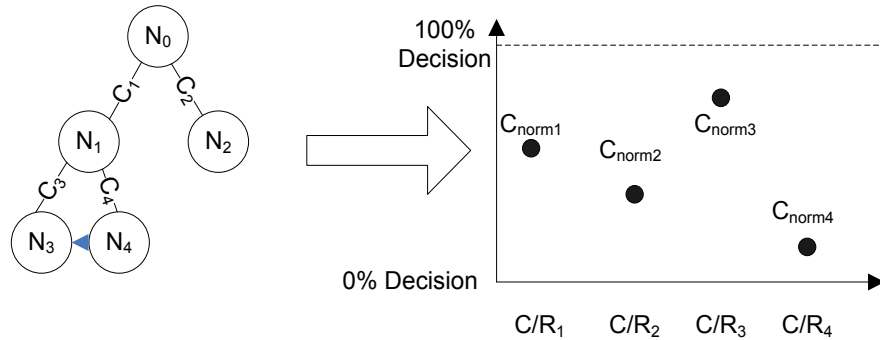 N0
C1
C2
N1
N2
C3
C4
N3
N4
100%
Decision
Cnorm1
Cnorm2
Cnorm3
Cnorm4
0% Decision
C/R1
C/R2
C/R3
C/R4